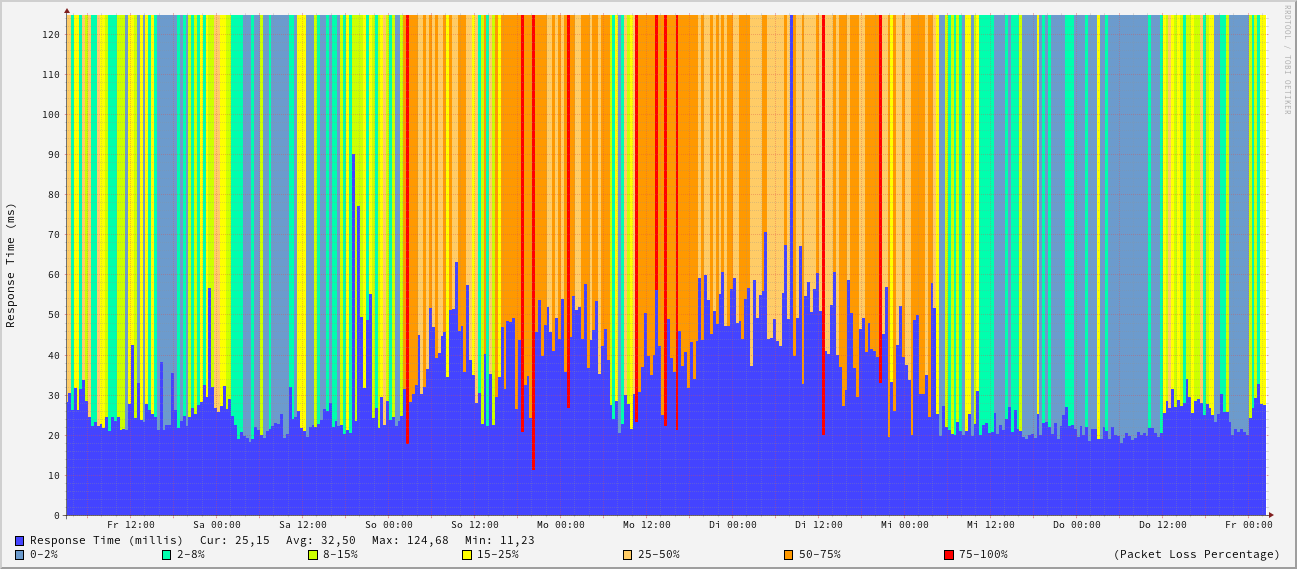 RRDTOOL / TOBI OETIKER
Response Time (ms)
120
110
100
90
80
70
60
50
40
30
20
10
0
Fr 12:00 Sa 00:00 Sa 12:00 So 00:00 So 12:00 Mo 00:00 Mo 12:00 Di 00:00 Di 12:00 Mi 00:00 Mi 12:00 Do 00:00 Do 12:00 Fr 00:00
Response Time (millis) Cur: 25,15 Avg: 32,50 Max: 124,68 Min: 11,23
0-2% 2-8% 8-15% 15-25% 25-50% 50-75% 75-100% (Packet Loss Percentage)